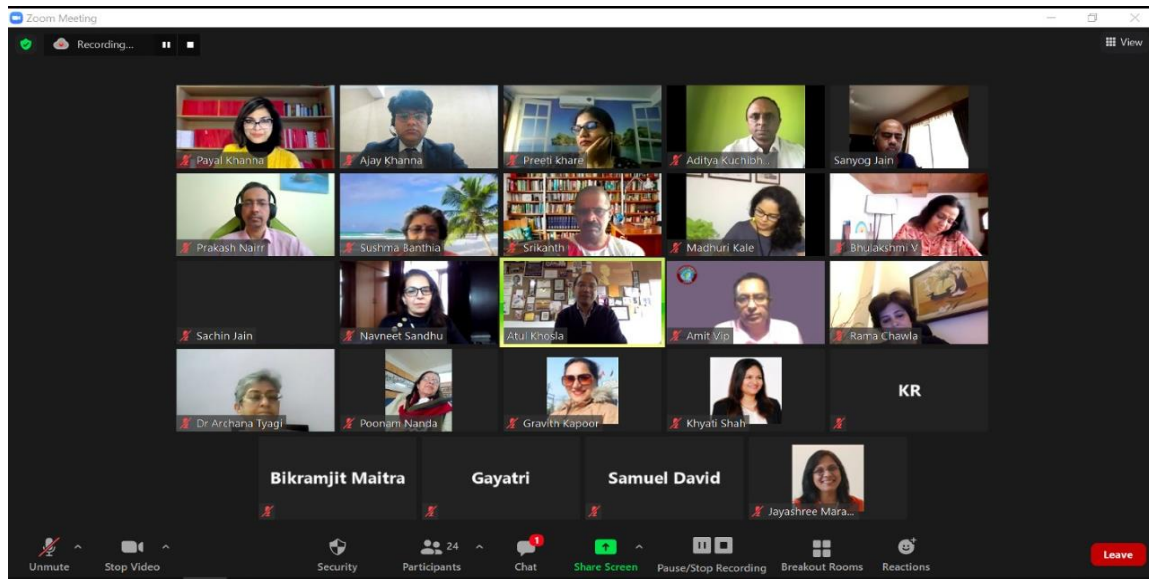 Zoom Meeting
Recording...
View
Payal Khanna
Ajay Khanna
Preeti khare
Aditya Kuchibh...
Sanyog Jain
Prakash Nairr
Sushma Banthia
Srikanth
Madhuri Kale
Bhulakshmi V
Sachin Jain
Navneet Sandhu
Atul Khosla
Amit Vip
Rama Chawla
Dr Archana Tyagi
Poonam Nanda
Gravith Kapoor
Khyati Shah
KR
Bikramjit Maitra
Gayatri
Samuel David
Jayashree Mara...
Unmute
Stop Video
Security
24
Participants
1
Chat
Share Screen
Pause/Stop Recording
Breakout Rooms
Reactions
Leave